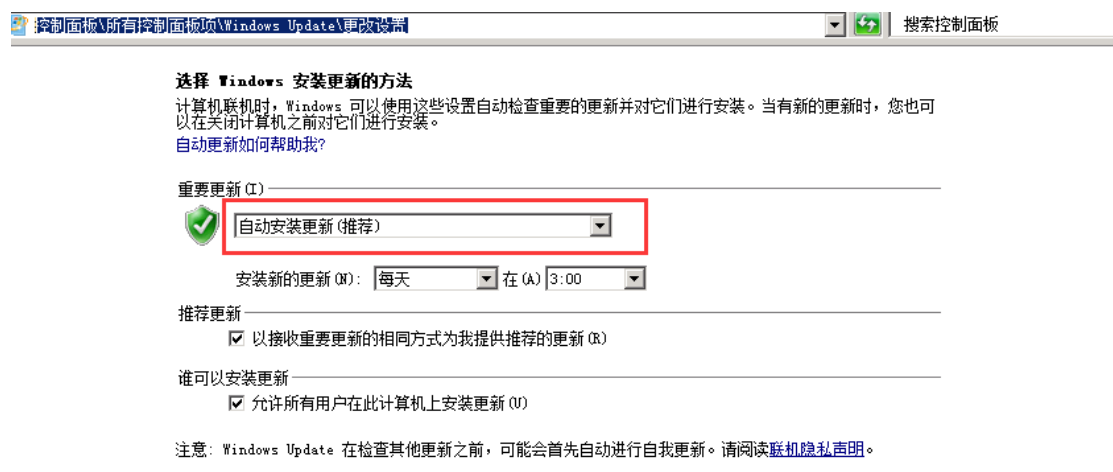 控制面板\所有控制面板项\Windows Update\更改设置
搜索控制面板
选择 Windows 安装更新的方法
计算机联机时，Windows 可以使用这些设置自动检查重要的更新并对它们进行安装。当有新的更新时，您也可
以在关闭计算机之前对它们进行安装。
自动更新如何帮助我?
重要更新(I)
自动安装更新(推荐)
安装新的更新(N): 每天 在(A) 3:00
推荐更新
以接收重要更新的相同方式为我提供推荐的更新(R)
谁可以安装更新
允许所有用户在此计算机上安装更新(U)
注意: Windows Update 在检查其他更新之前，可能会首先自动进行自我更新。请阅读联机隐私声明。